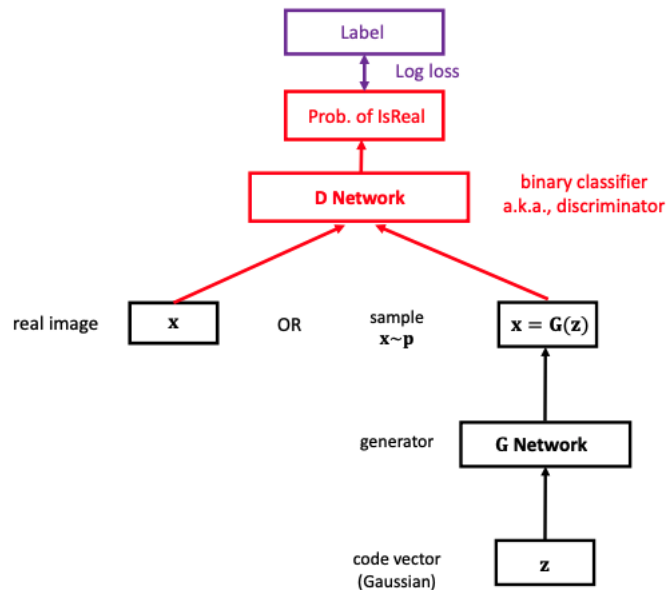 Label
Log loss
Prob. of IsReal
D Network
binary classifier
a.k.a., discriminator
real image
x
OR
sample
x~p
x = G(z)
generator
G Network
code vector
(Gaussian)
z